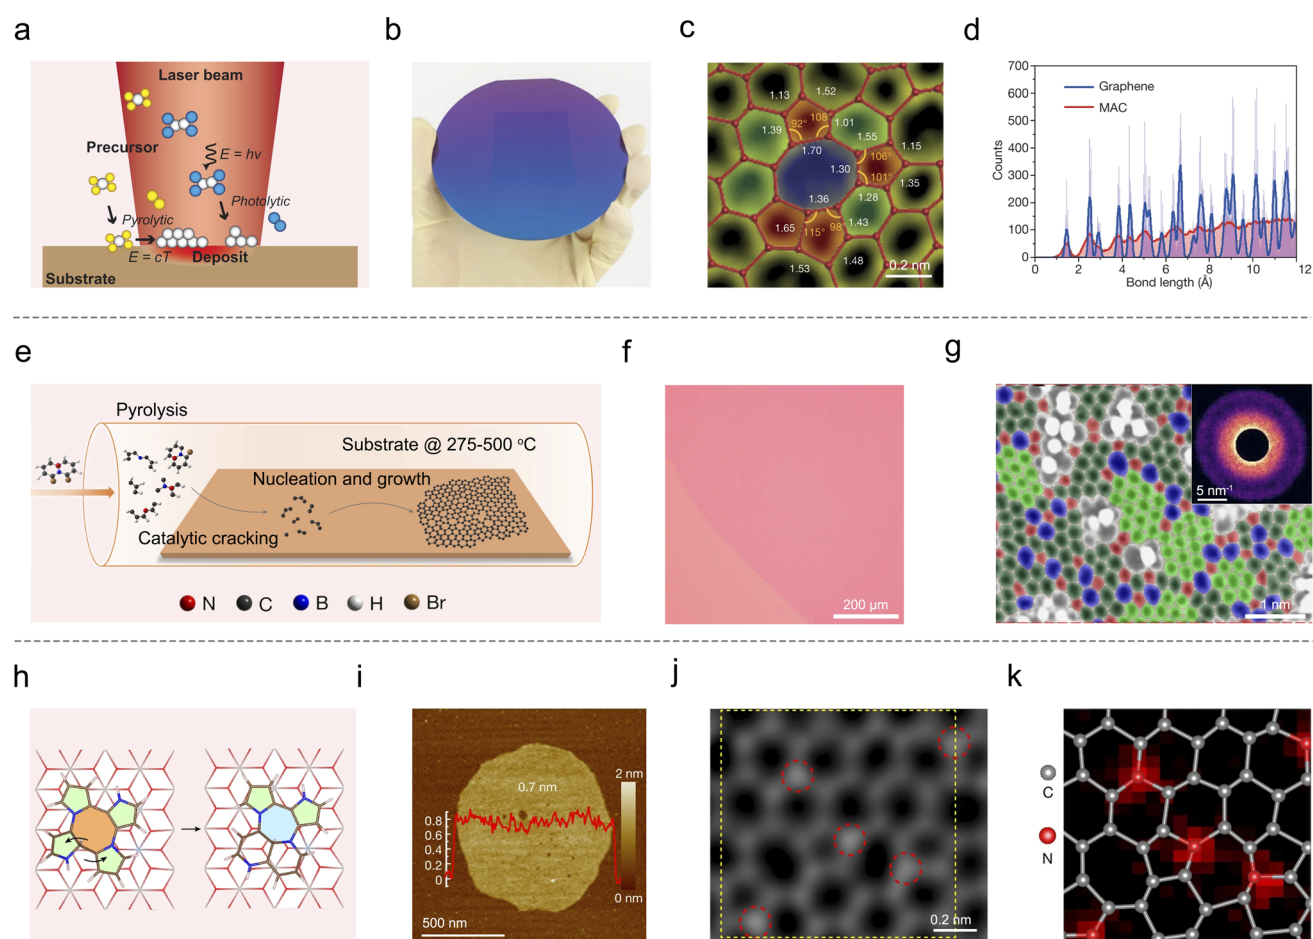 a
Laser beam
Precursor
E = hν
Pyrolytic
Photolytic
E = cT
Deposit
Substrate
b
c
1.13
1.52
92°
108°
1.39
1.01
1.55
1.15
1.70
106°
1.30
101°
1.35
1.36
1.28
1.65
115°
98°
1.43
1.53
1.48
0.2 nm
d
Graphene
MAC
Counts
700
600
500
400
300
200
100
0
0
2
4
6
8
10
12
Bond length (Å)
e
Pyrolysis
Substrate @ 275-500 °C
Nucleation and growth
Catalytic cracking
N
C
B
H
Br
f
200 μm
g
5 nm⁻¹
1 nm
h
i
0.7 nm
2 nm
0 nm
0.8
0.6
0.4
0.2
0
500 nm
j
0.2 nm
k
C
N